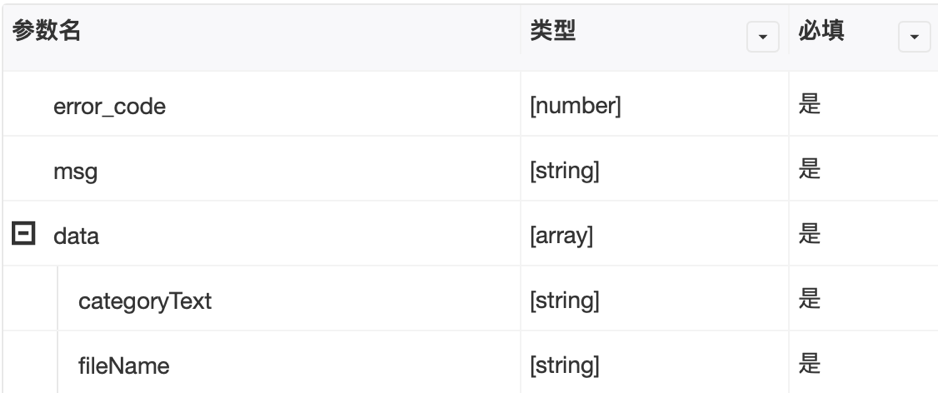 参数名 类型 必填
error_code [number] 是
msg [string] 是
data [array] 是
categoryText [string] 是
fileName [string] 是